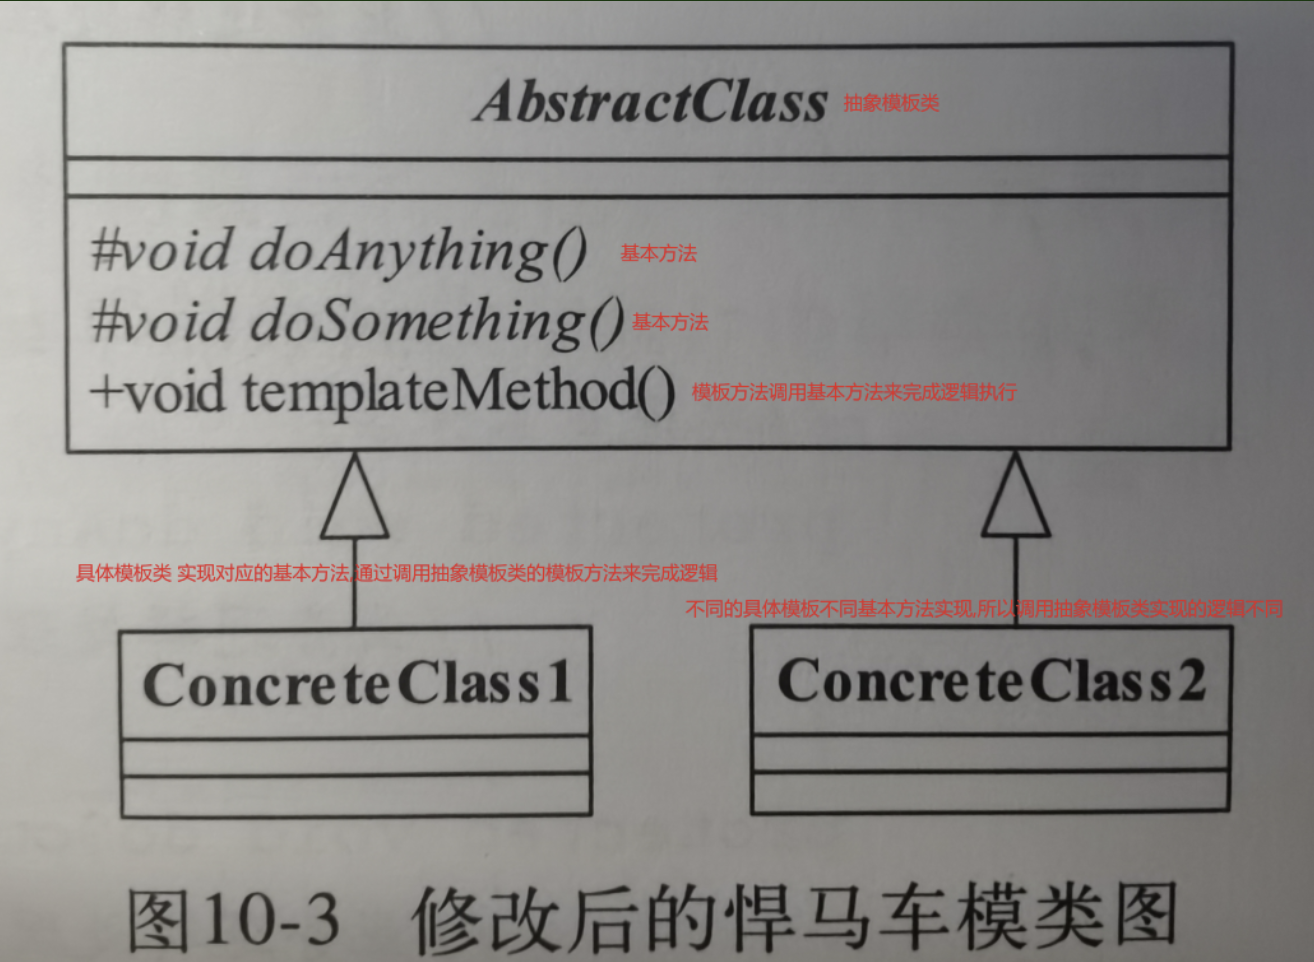 AbstractClass 抽象模板类
#void doAnything() 基本方法
#void doSomething() 基本方法
+void templateMethod() 模板方法调用基本方法来完成逻辑执行
具体模板类 实现对应的基本方法,通过调用抽象模板类的模板方法来完成逻辑
不同的具体模板不同基本方法实现,所以调用抽象模板类实现的逻辑不同
ConcreteClass1
ConcreteClass2
图10-3 修改后的悍马车模类图